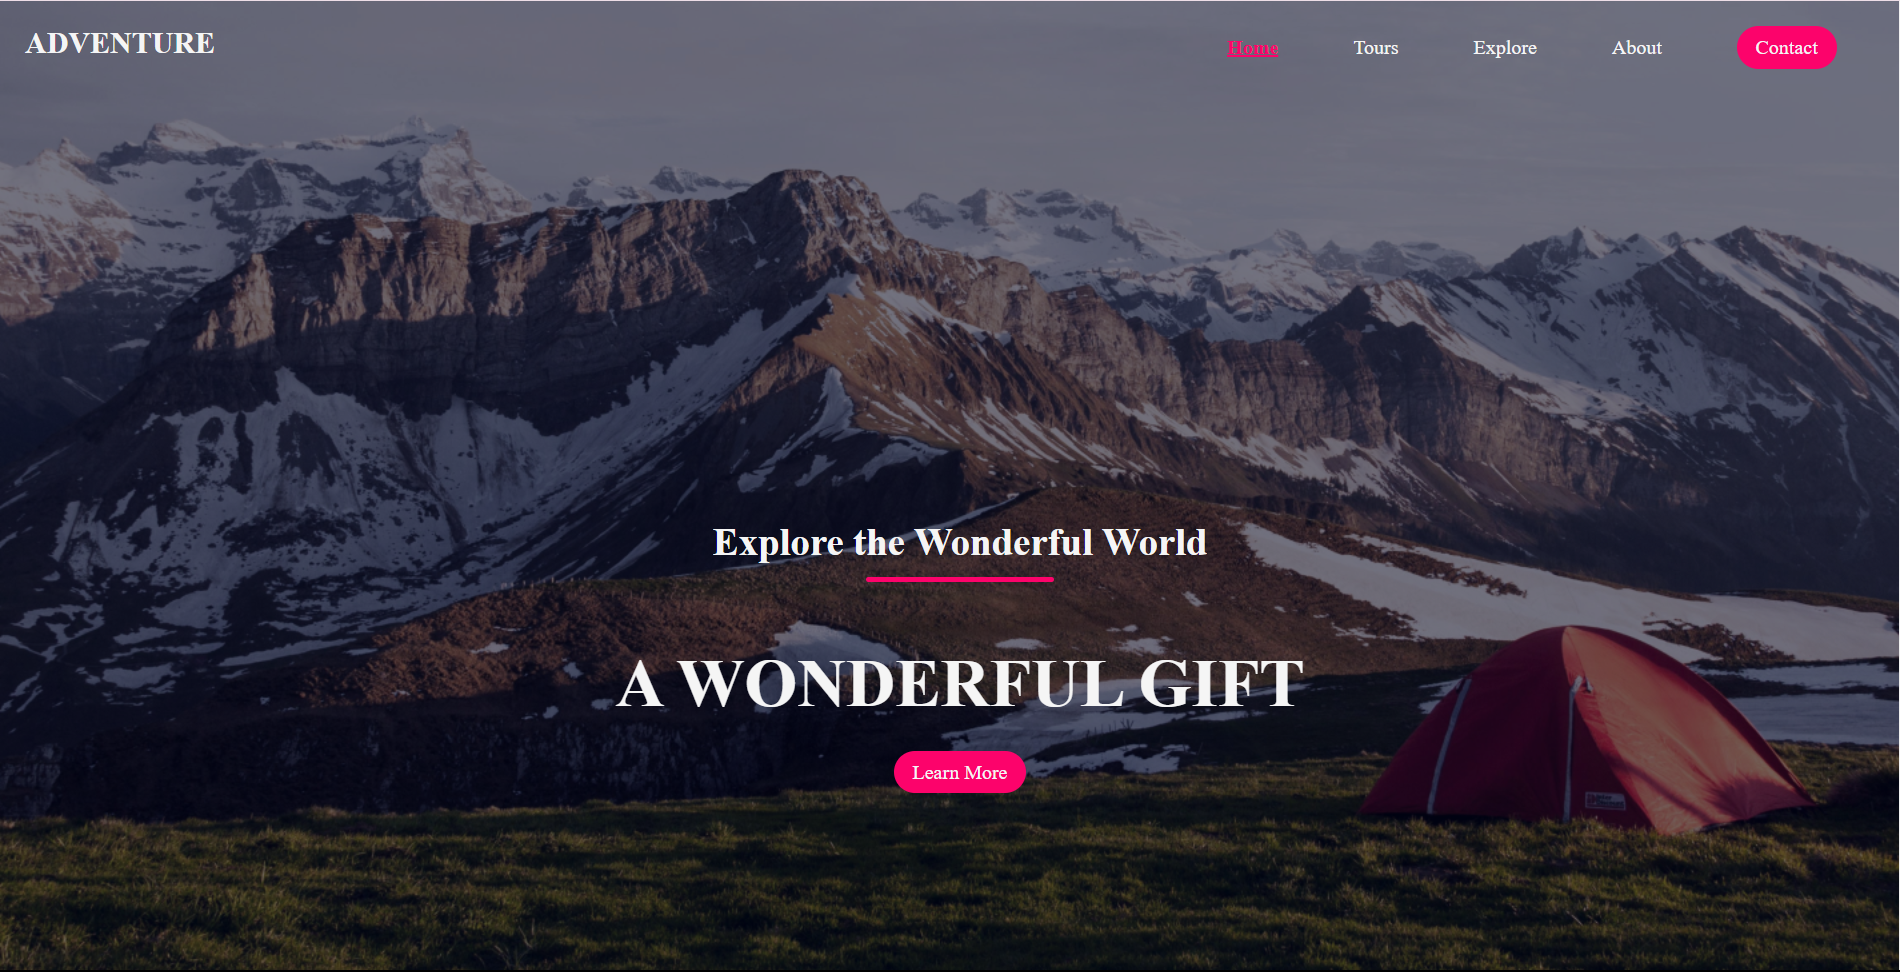 ADVENTURE
Home Tours Explore About Contact
Explore the Wonderful World
A WONDERFUL GIFT
Learn More